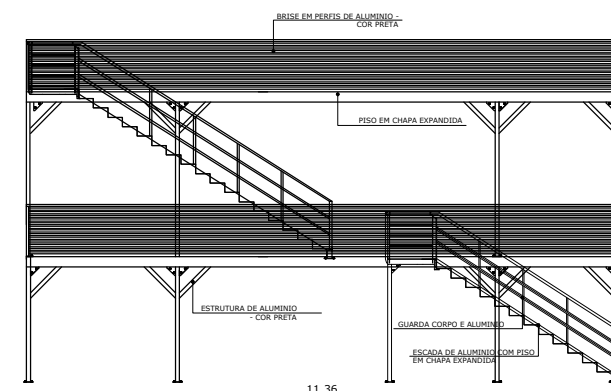 BRISE EM PERFIS DE ALUMINIO -
COR PRETA
PISO EM CHAPA EXPANDIDA
ESTRUTURA DE ALUMINIO
- COR PRETA
GUARDA CORPO E ALUMINIO
ESCADA DE ALUMINIO COM PISO
EM CHAPA EXPANDIDA
11.36